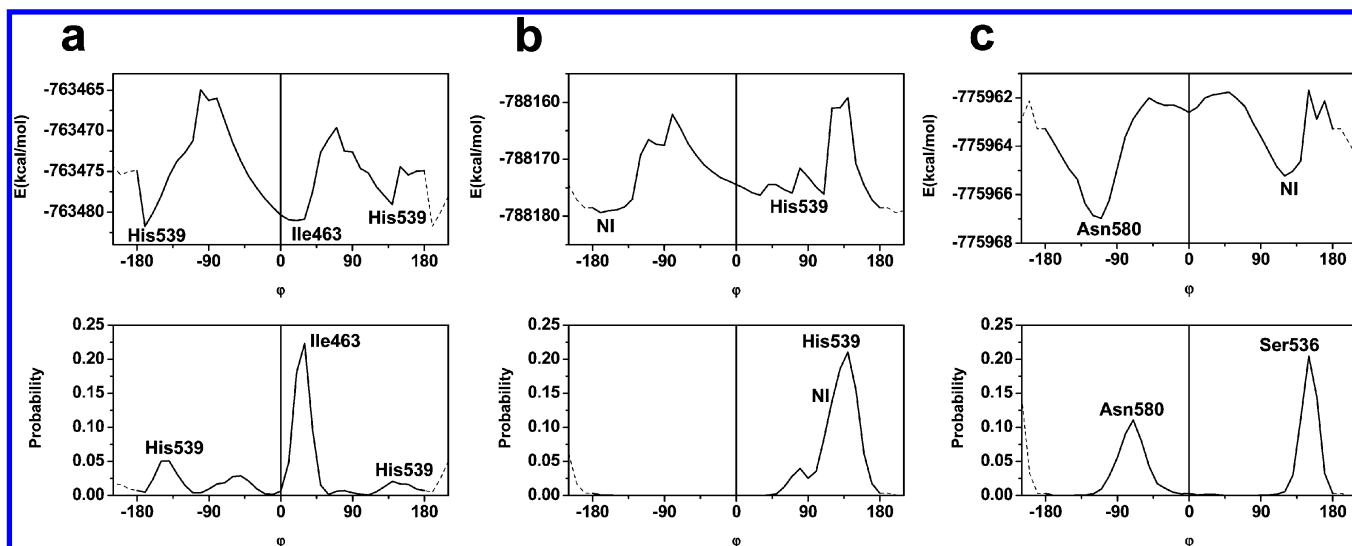 a
E(kcal/mol)
-763465
-763470
-763475
-763480
His539
Ile463
His539
-180 -90 0 90 180
φ
b
E(kcal/mol)
-788160
-788170
-788180
NI
His539
-180 -90 0 90 180
φ
c
E(kcal/mol)
-775962
-775964
-775966
-775968
Asn580
NI
-180 -90 0 90 180
φ
Probability
0.25
0.20
0.15
0.10
0.05
0.00
His539
Ile463
His539
-180 -90 0 90 180
φ
Probability
0.25
0.20
0.15
0.10
0.05
0.00
His539
NI
-180 -90 0 90 180
φ
Probability
0.25
0.20
0.15
0.10
0.05
0.00
Asn580
Ser536
-180 -90 0 90 180
φ